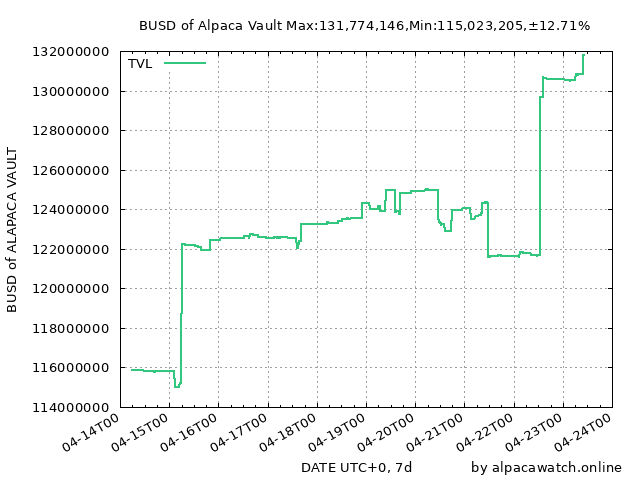 BUSD of Alpaca Vault Max:131,774,146,Min:115,023,205,±12.71%
TVL
BUSD of ALAPACA VAULT
132000000
130000000
128000000
126000000
124000000
122000000
120000000
118000000
116000000
114000000
04-14T00
04-15T00
04-16T00
04-17T00
04-18T00
04-19T00
04-20T00
04-21T00
04-22T00
04-23T00
04-24T00
DATE UTC+0, 7d
by alpacawatch.online